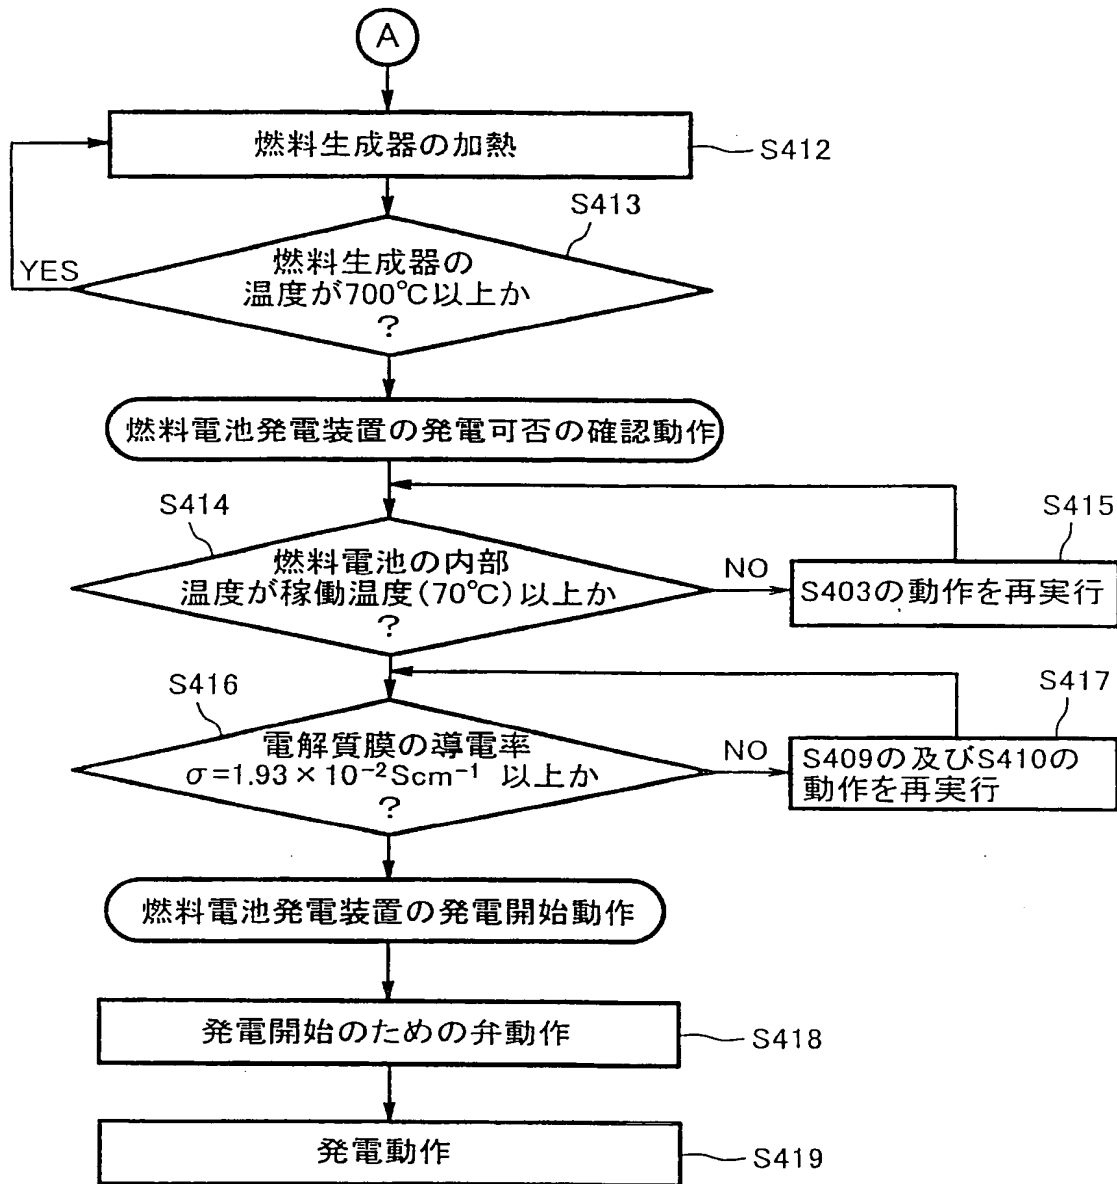 A
燃料生成器の加熱
S412
S413
燃料生成器の
温度が700℃以上か
?
YES
燃料電池発電装置の発電可否の確認動作
S414
燃料電池の内部
温度が稼働温度(70℃)以上か
?
NO
S415
S403の動作を再実行
S416
電解質膜の導電率
σ=1.93×10⁻²Scm⁻¹ 以上か
?
NO
S417
S409の及びS410の
動作を再実行
燃料電池発電装置の発電開始動作
発電開始のための弁動作
S418
発電動作
S419